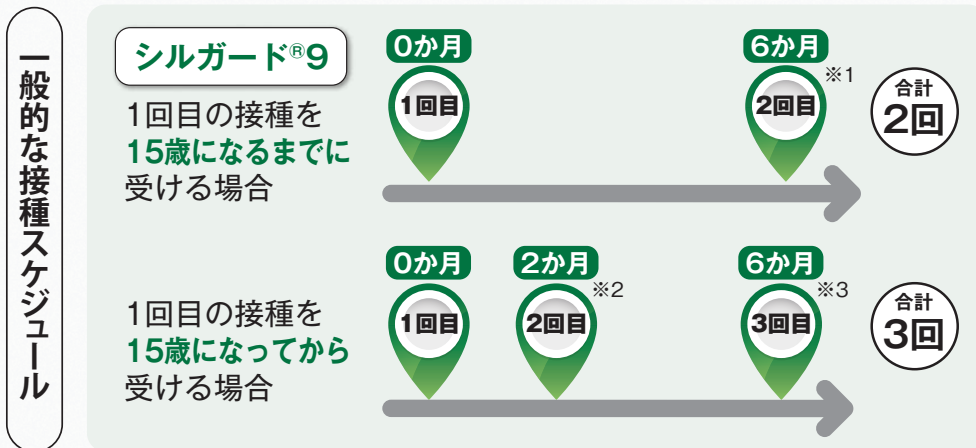 一般的な接種スケジュール
シルガード®9
1回目の接種を
15歳になるまでに
受ける場合
0か月
1回目
6か月
※1
2回目
合計
2回
1回目の接種を
15歳になってから
受ける場合
0か月
1回目
2か月
※2
2回目
6か月
※3
3回目
合計
3回